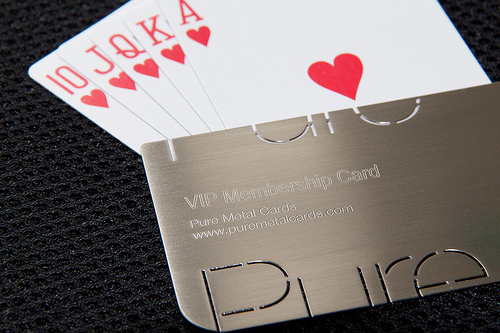 10 J Q K A
VIP Membership Card
Pure Metal Cards
www.puremetalcards.com
Pure